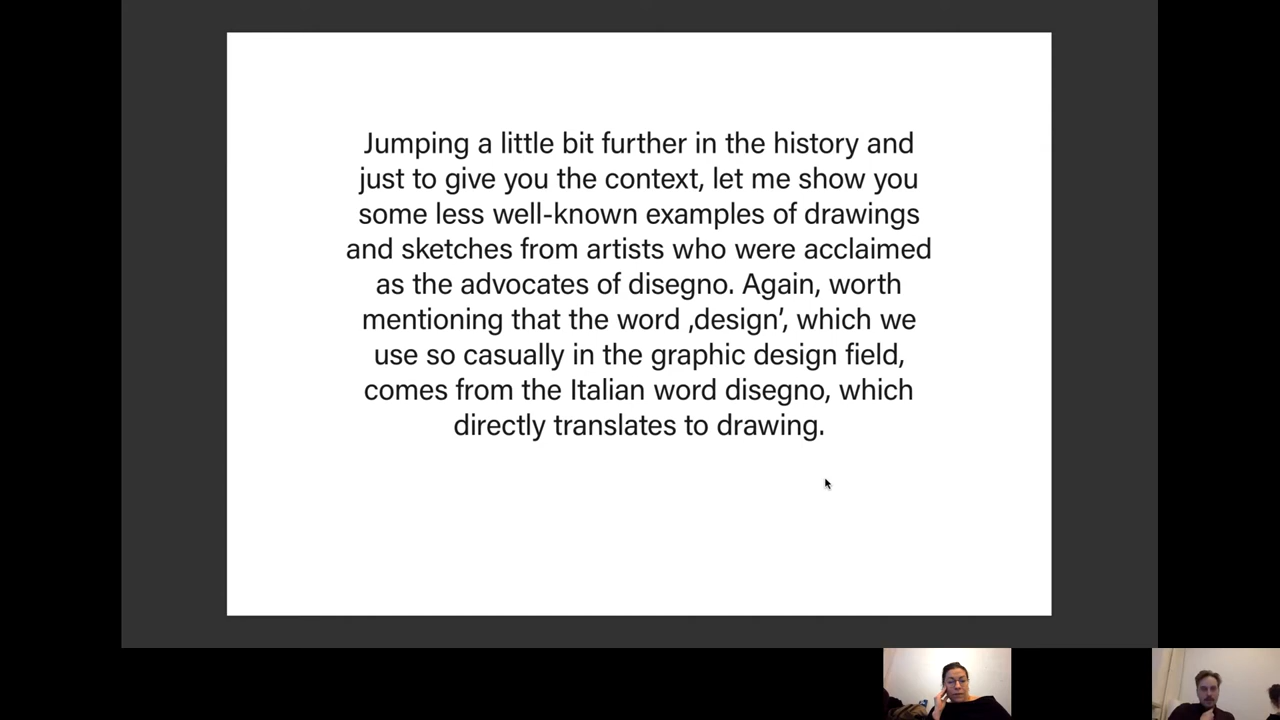 Jumping a little bit further in the history and
just to give you the context, let me show you
some less well-known examples of drawings
and sketches from artists who were acclaimed
as the advocates of disegno. Again, worth
mentioning that the word ‚design’, which we
use so casually in the graphic design field,
comes from the Italian word disegno, which
directly translates to drawing.